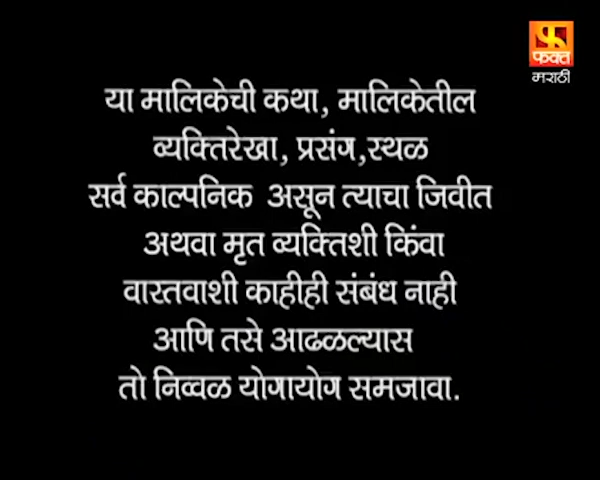 फक्त
मराठी
या मालिकेची कथा, मालिकेतील
व्यक्तिरेखा, प्रसंग,स्थळ
सर्व काल्पनिक असून त्याचा जिवीत
अथवा मृत व्यक्तिशी किंवा
वास्तवाशी काहीही संबंध नाही
आणि तसे आढळल्यास
तो निव्वळ योगायोग समजावा.